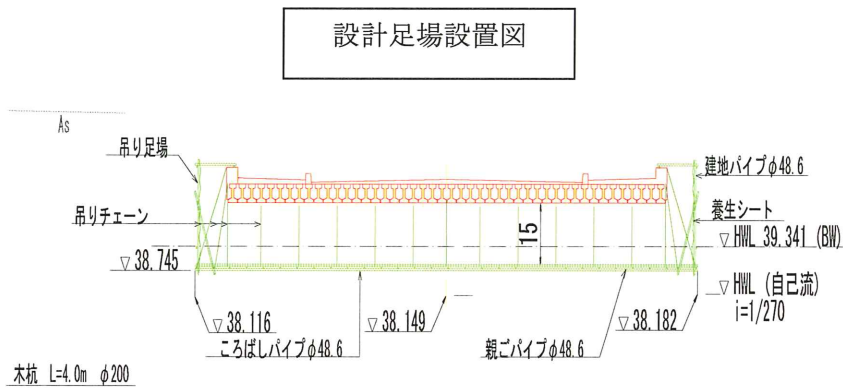 設計足場設置図
As
吊り足場
建地パイプφ48.6
吊りチェーン
養生シート
15
▽ HWL 39.341 (BW)
▽ 38.745
▽ HWL (自己流)
i=1/270
▽ 38.116
▽ 38.149
▽ 38.182
ころばしパイプφ48.6
親ごパイプφ48.6
木杭 L=4.0m φ200